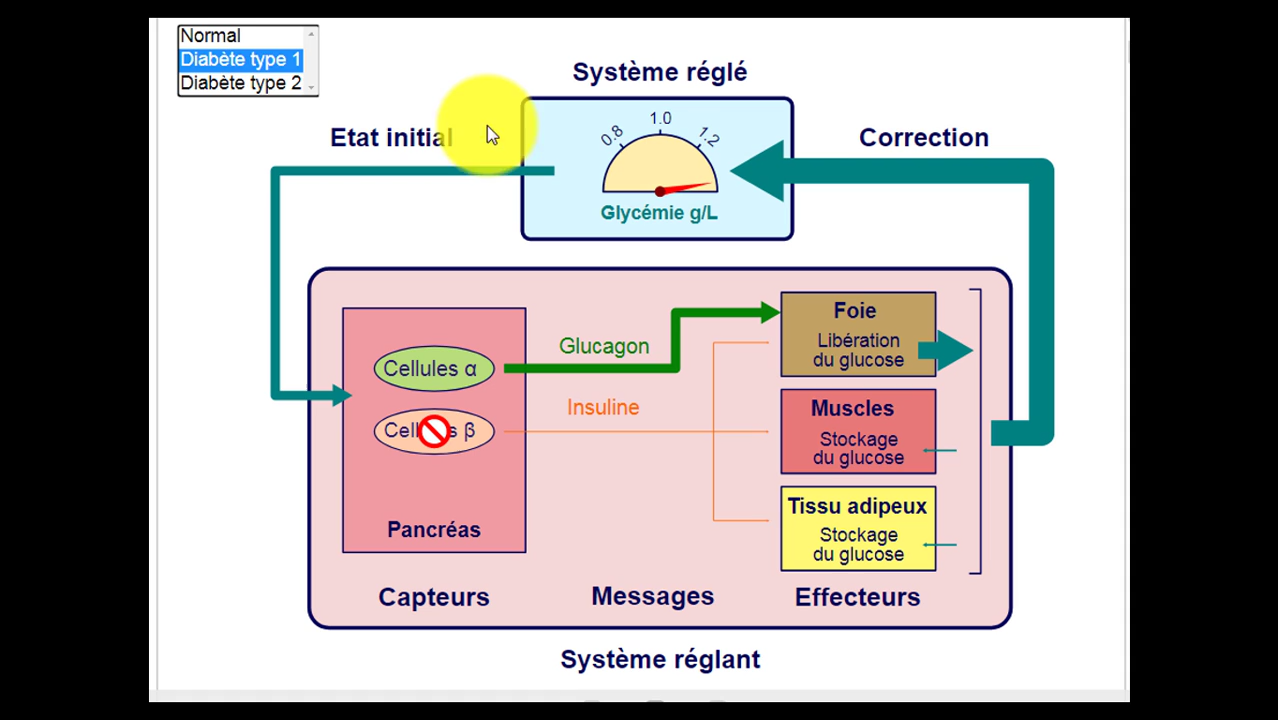 Normal
Diabète type 1
Diabète type 2
Système réglé
Etat initial
Correction
0.8
1.0
1.2
Glycémie g/L
Cellules α
Cellules β
Pancréas
Glucagon
Insuline
Foie
Libération
du glucose
Muscles
Stockage
du glucose
Tissu adipeux
Stockage
du glucose
Capteurs
Messages
Effecteurs
Système réglant